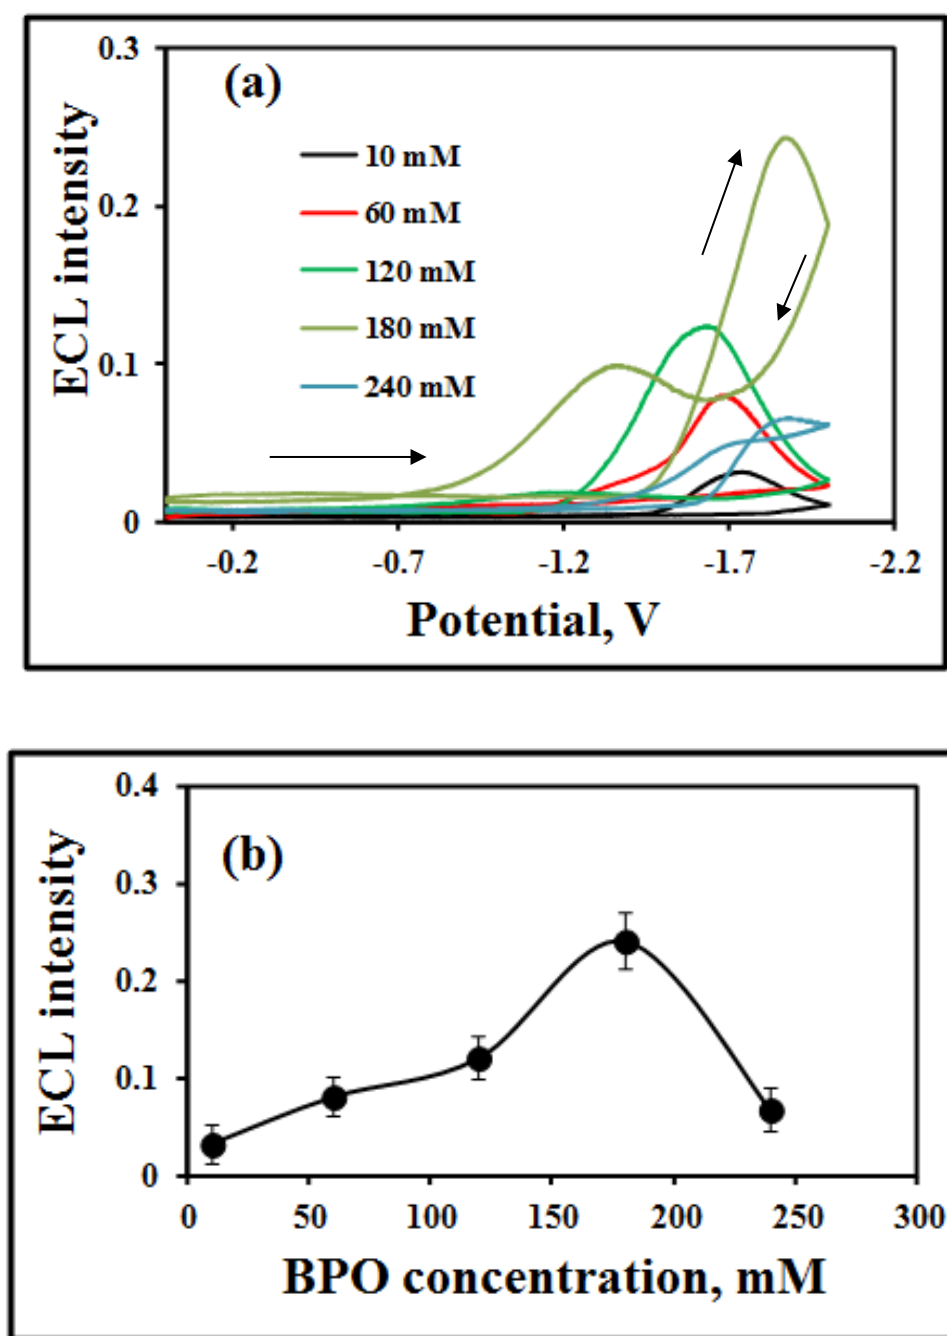 (a)
ECL intensity
0.3
0.2
0.1
0
10 mM
60 mM
120 mM
180 mM
240 mM
-0.2 -0.7 -1.2 -1.7 -2.2
Potential, V
(b)
ECL intensity
0.4
0.3
0.2
0.1
0
0 50 100 150 200 250 300
BPO concentration, mM